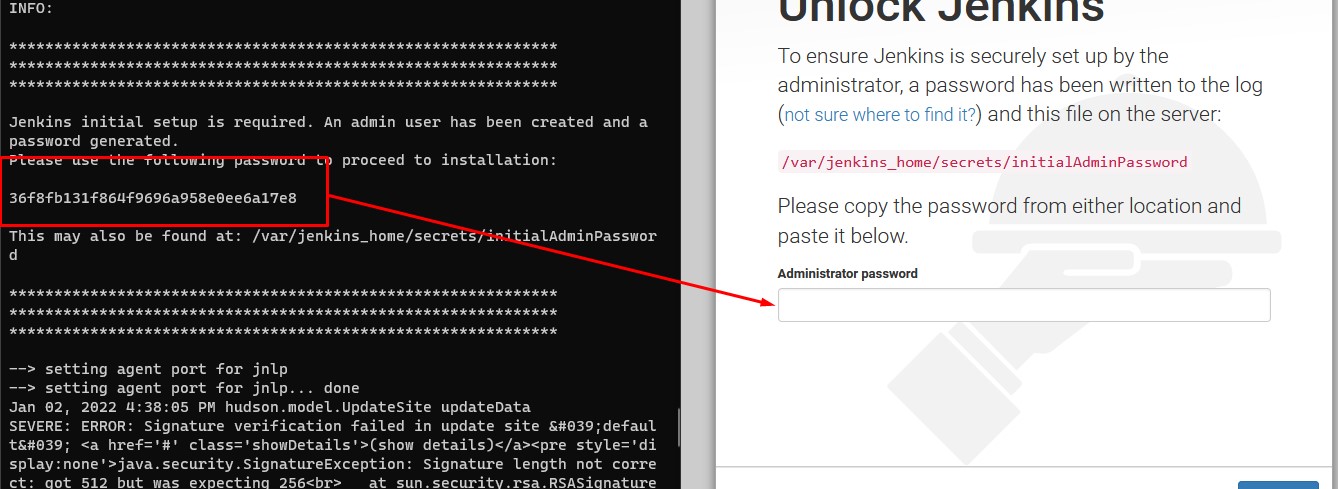 INFO:
*************************************************************
*************************************************************
*************************************************************
Jenkins initial setup is required. An admin user has been created and a
password generated.
Please use the following password to proceed to installation:
36f8fb131f864f9696a958e0ee6a17e8
This may also be found at: /var/jenkins_home/secrets/initialAdminPasswor
d
*************************************************************
*************************************************************
*************************************************************
--> setting agent port for jnlp
--> setting agent port for jnlp... done
Jan 02, 2022 4:38:05 PM hudson.model.UpdateSite updateData
SEVERE: ERROR: Signature verification failed in update site &#039;defaul
t&#039; <a href='#' class='showDetails'>(show details)</a><pre style='di
splay:none'>java.security.SignatureException: Signature length not corre
ct: got 512 but was expecting 256<br>   at sun.security.rsa.RSASignature
Unlock Jenkins
To ensure Jenkins is securely set up by the
administrator, a password has been written to the log
(not sure where to find it?) and this file on the server:
/var/jenkins_home/secrets/initialAdminPassword
Please copy the password from either location and
paste it below.
Administrator password